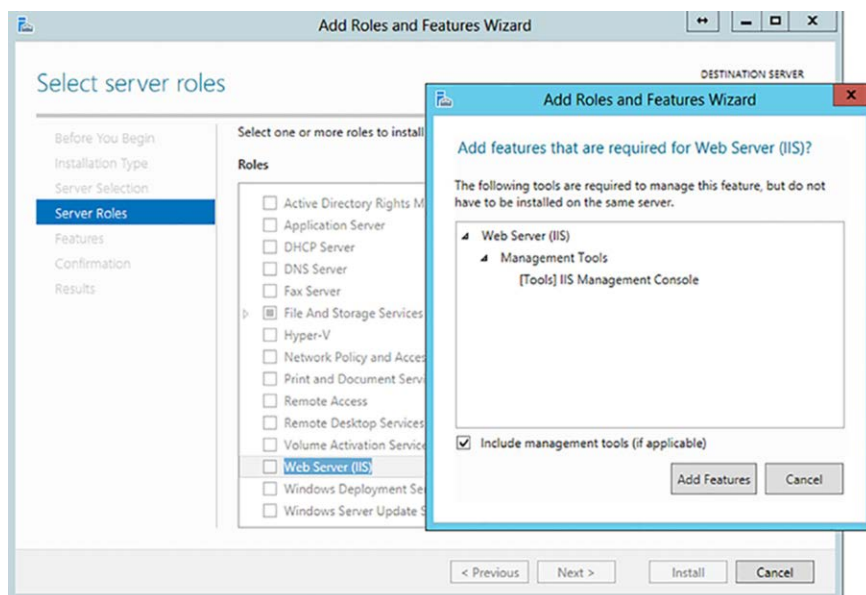 Add Roles and Features Wizard
Select server roles
DESTINATION SERVER
Before You Begin
Installation Type
Server Selection
Server Roles
Features
Confirmation
Results
Select one or more roles to install
Roles
Active Directory Rights M
Application Server
DHCP Server
DNS Server
Fax Server
File And Storage Services
Hyper-V
Network Policy and Acces
Print and Document Servi
Remote Access
Remote Desktop Services
Volume Activation Service
Web Server (IIS)
Windows Deployment Se
Windows Server Update S
< Previous
Next >
Install
Cancel
Add Roles and Features Wizard
Add features that are required for Web Server (IIS)?
The following tools are required to manage this feature, but do not
have to be installed on the same server.
Web Server (IIS)
Management Tools
[Tools] IIS Management Console
Include management tools (if applicable)
Add Features
Cancel